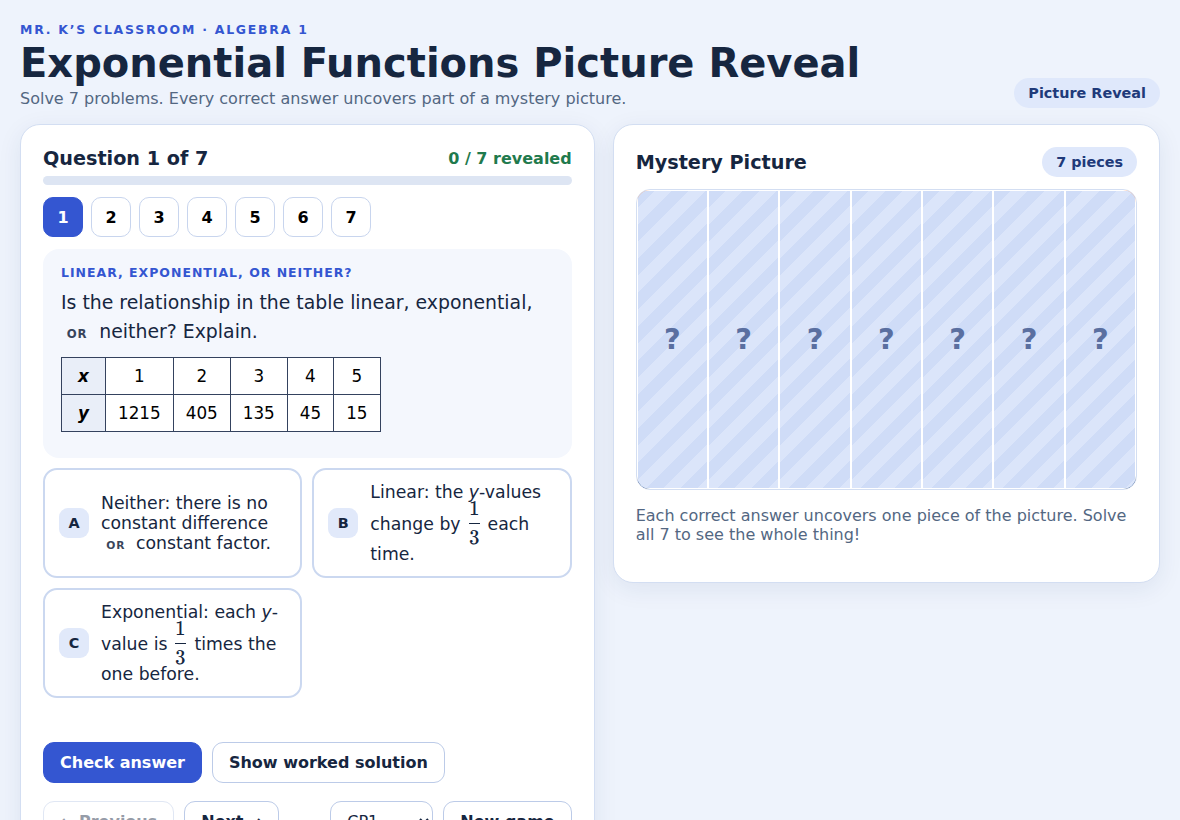 MR. K’S CLASSROOM · ALGEBRA 1
Exponential Functions Picture Reveal
Solve 7 problems. Every correct answer uncovers part of a mystery picture.
Picture Reveal
Question 1 of 7
0 / 7 revealed
1 2 3 4 5 6 7
LINEAR, EXPONENTIAL, OR NEITHER?
Is the relationship in the table linear, exponential,
OR neither? Explain.
x 1 2 3 4 5
y 1215 405 135 45 15
A
Neither: there is no
constant difference
OR constant factor.
B
Linear: the y-values
change by 1/3 each
time.
C
Exponential: each y-
value is 1/3 times the
one before.
Check answer
Show worked solution
← Previous
Next →
CP1
New game
Mystery Picture
7 pieces
? ? ? ? ? ? ?
Each correct answer uncovers one piece of the picture. Solve
all 7 to see the whole thing!